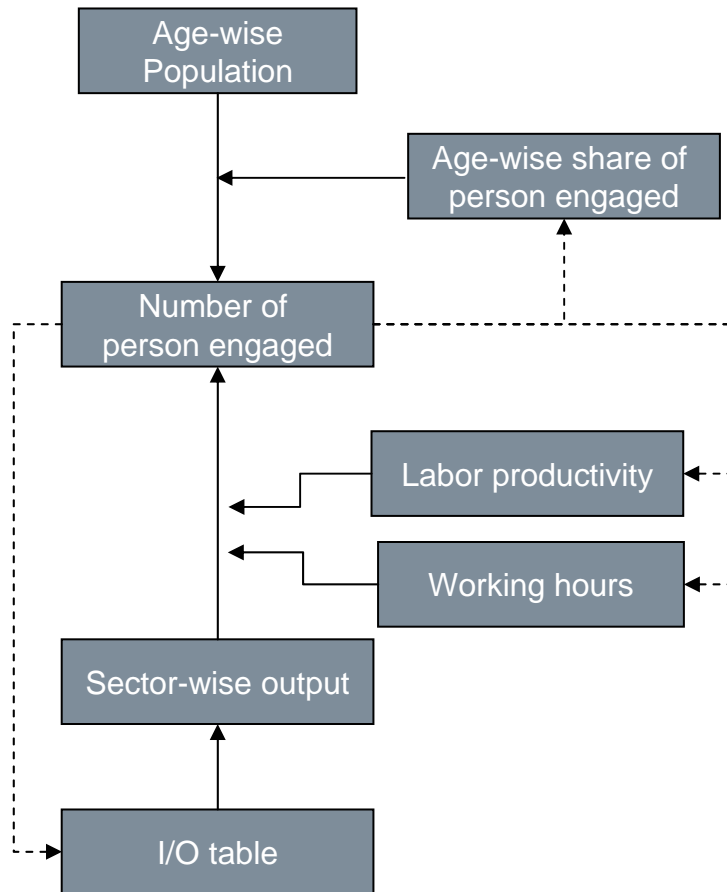 Age-wise
Population
Age-wise share of
person engaged
Number of
person engaged
Labor productivity
Working hours
Sector-wise output
I/O table